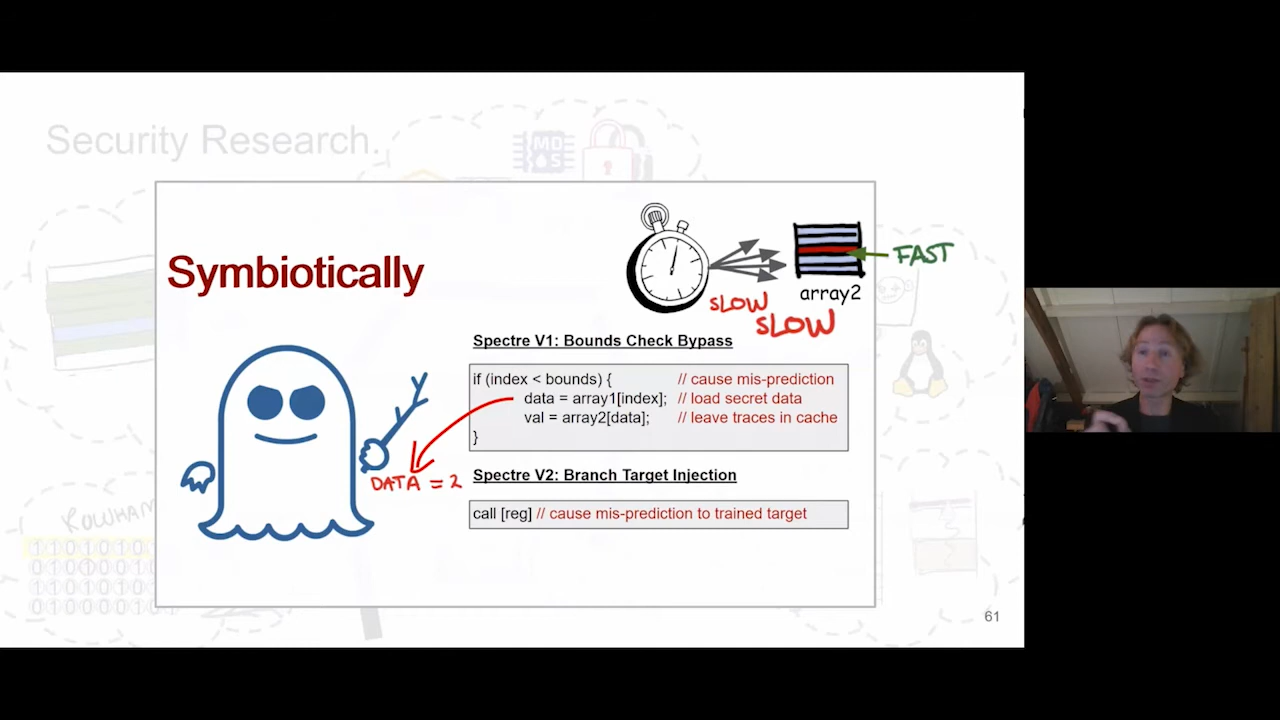 Security Research.
MD
S
Symbiotically
FAST
array2
SLOW
SLOW
Spectre V1: Bounds Check Bypass
if (index < bounds) { // cause mis-prediction
data = array1[index]; // load secret data
val = array2[data]; // leave traces in cache
}
DATA = 2
Spectre V2: Branch Target Injection
call [reg] // cause mis-prediction to trained target
ROWHAM
61